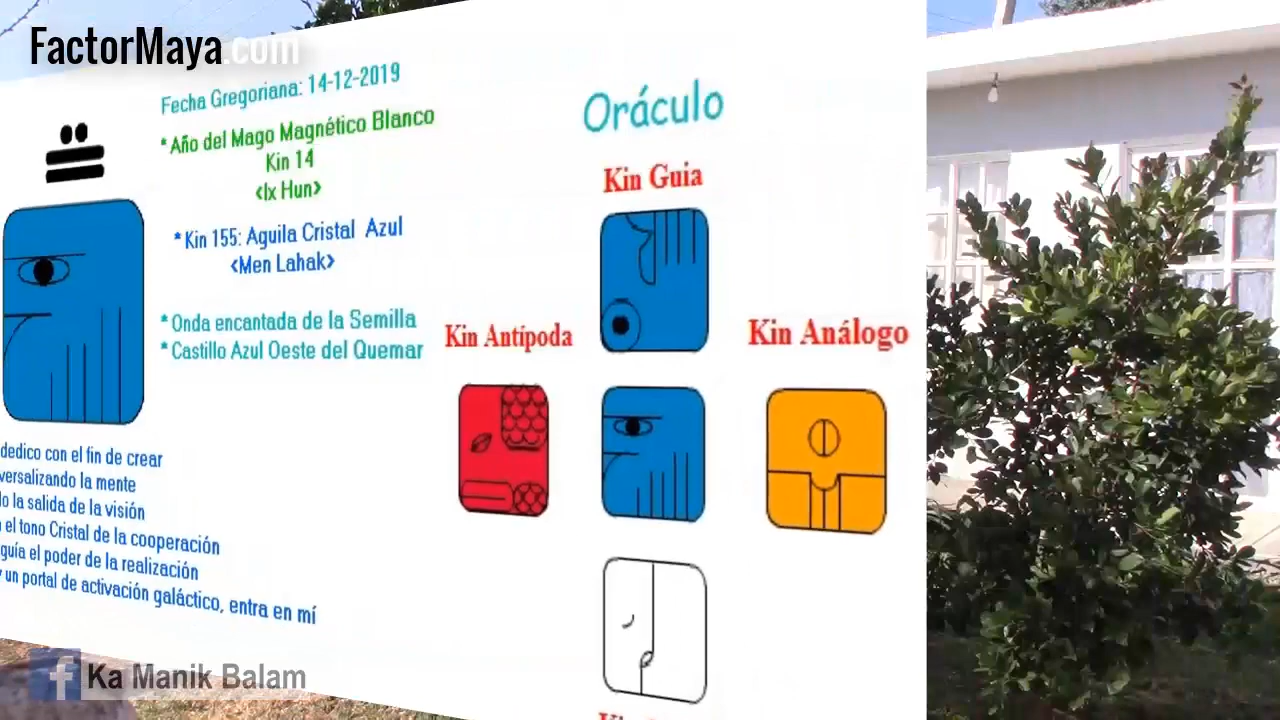 FactorMaya.com
Fecha Gregoriana: 14-12-2019
* Año del Mago Magnético Blanco
Kin 14
<Ix Hun>
* Kin 155: Aguila Cristal Azul
<Men Lahak>
* Onda encantada de la Semilla
* Castillo Azul Oeste del Quemar
dedico con el fin de crear
versalizando la mente
la salida de la visión
el tono Cristal de la cooperación
guía el poder de la realización
un portal de activación galáctico, entra en mí
Oráculo
Kin Guia
Kin Antípoda
Kin Análogo
Kin
f Ka Manik Balam